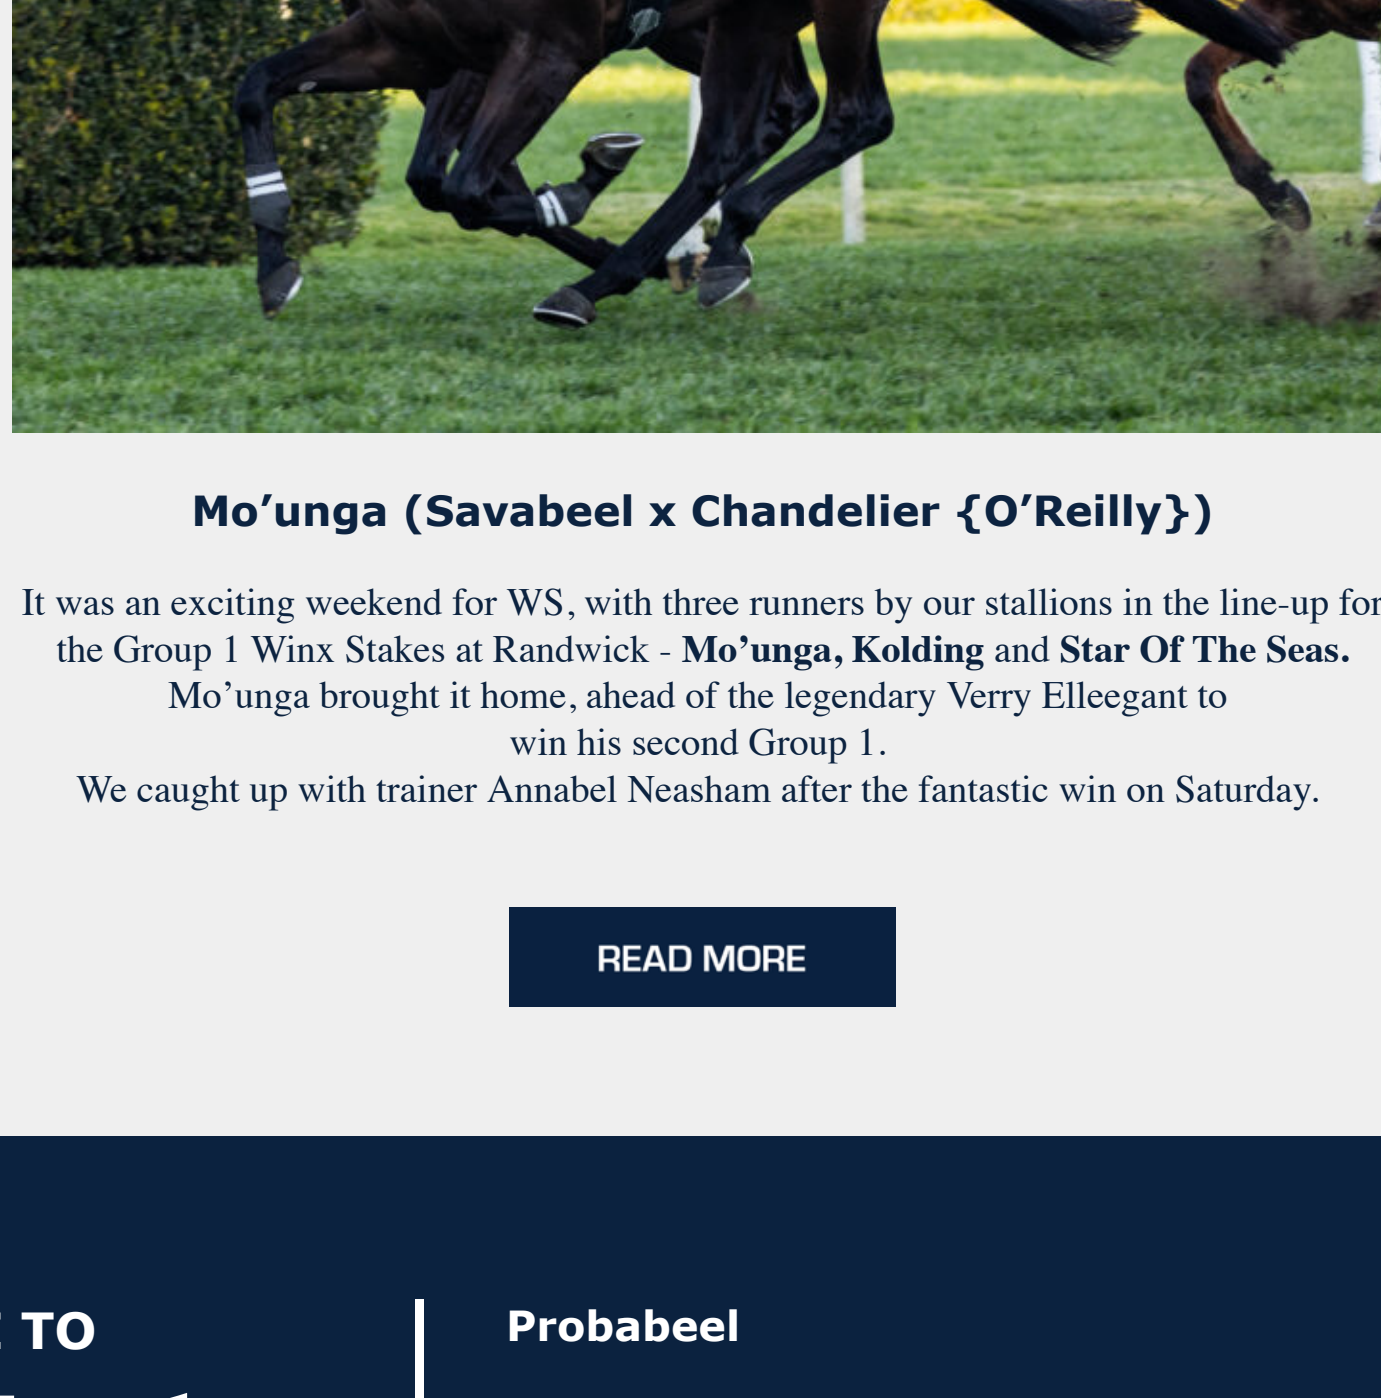 Mo’unga (Savabeel x Chandelier {O’Reilly})
It was an exciting weekend for WS, with three runners by our stallions in the line-up for
the Group 1 Winx Stakes at Randwick - Mo’unga, Kolding and Star Of The Seas.
Mo’unga brought it home, ahead of the legendary Verry Elleegant to
win his second Group 1.
We caught up with trainer Annabel Neasham after the fantastic win on Saturday.
READ MORE
TO
Probabeel